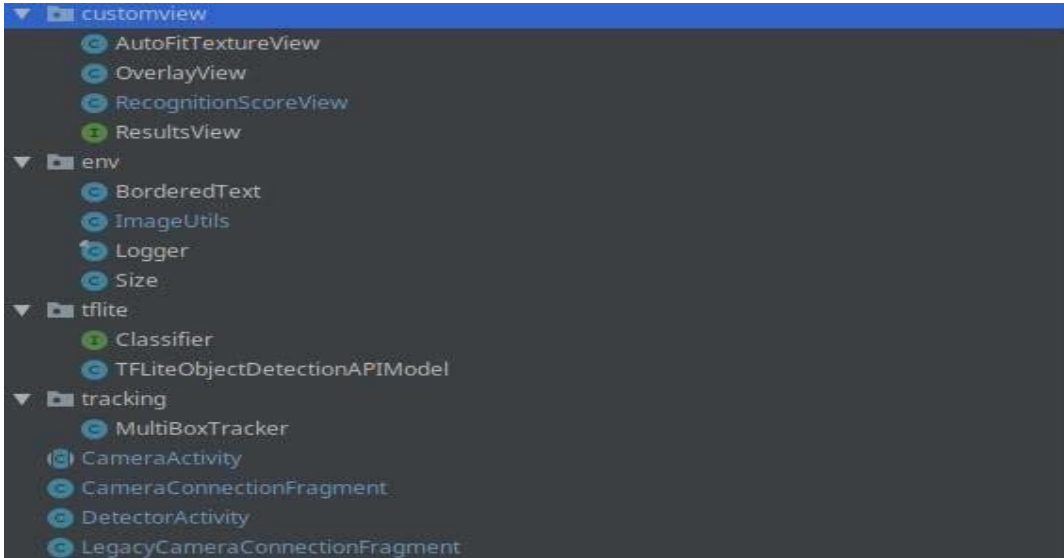 customview
AutoFitTextureView
OverlayView
RecognitionScoreView
ResultsView
env
BorderedText
ImageUtils
Logger
Size
tflite
Classifier
TFLiteObjectDetectionAPIModel
tracking
MultiBoxTracker
CameraActivity
CameraConnectionFragment
DetectorActivity
LegacyCameraConnectionFragment